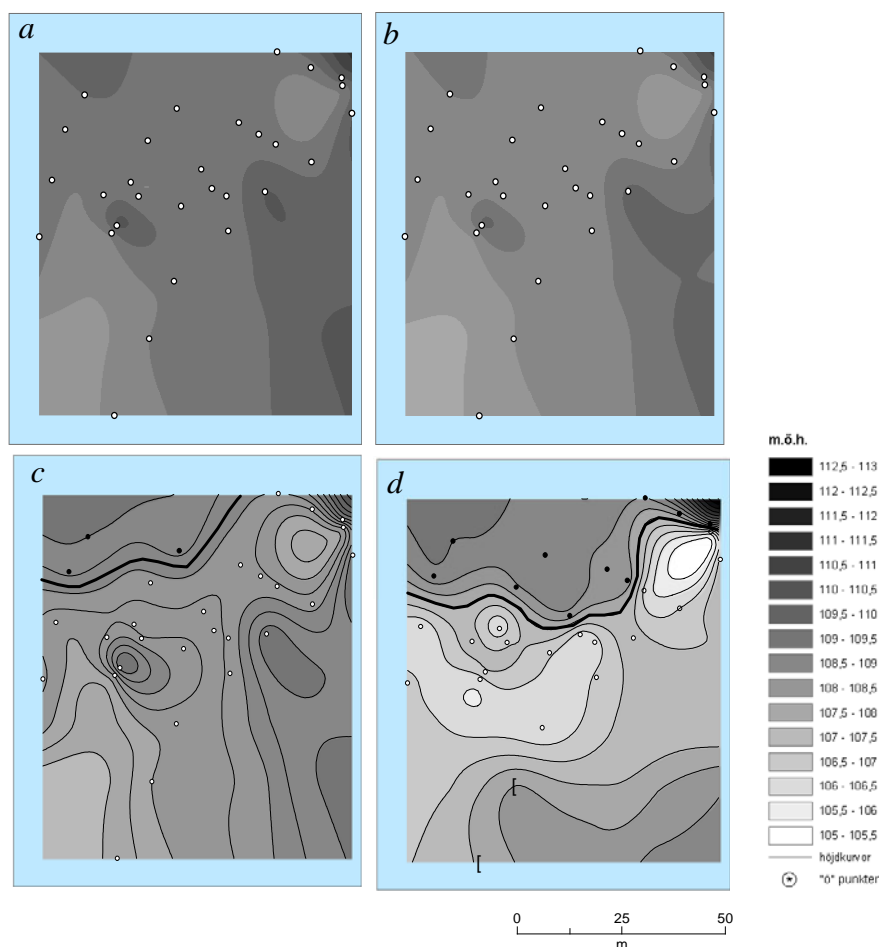 a
b
c
d
[
[
m.ö.h.
112,5 - 113
112 - 112,5
111,5 - 112
111 - 111,5
110,5 - 111
110 - 110,5
109,5 - 110
109 - 109,5
108,5 - 109
108 - 108,5
107,5 - 108
107 - 107,5
106,5 - 107
106 - 106,5
105,5 - 106
105 - 105,5
höjdkurvor
"0" punkter
0 25 50
m